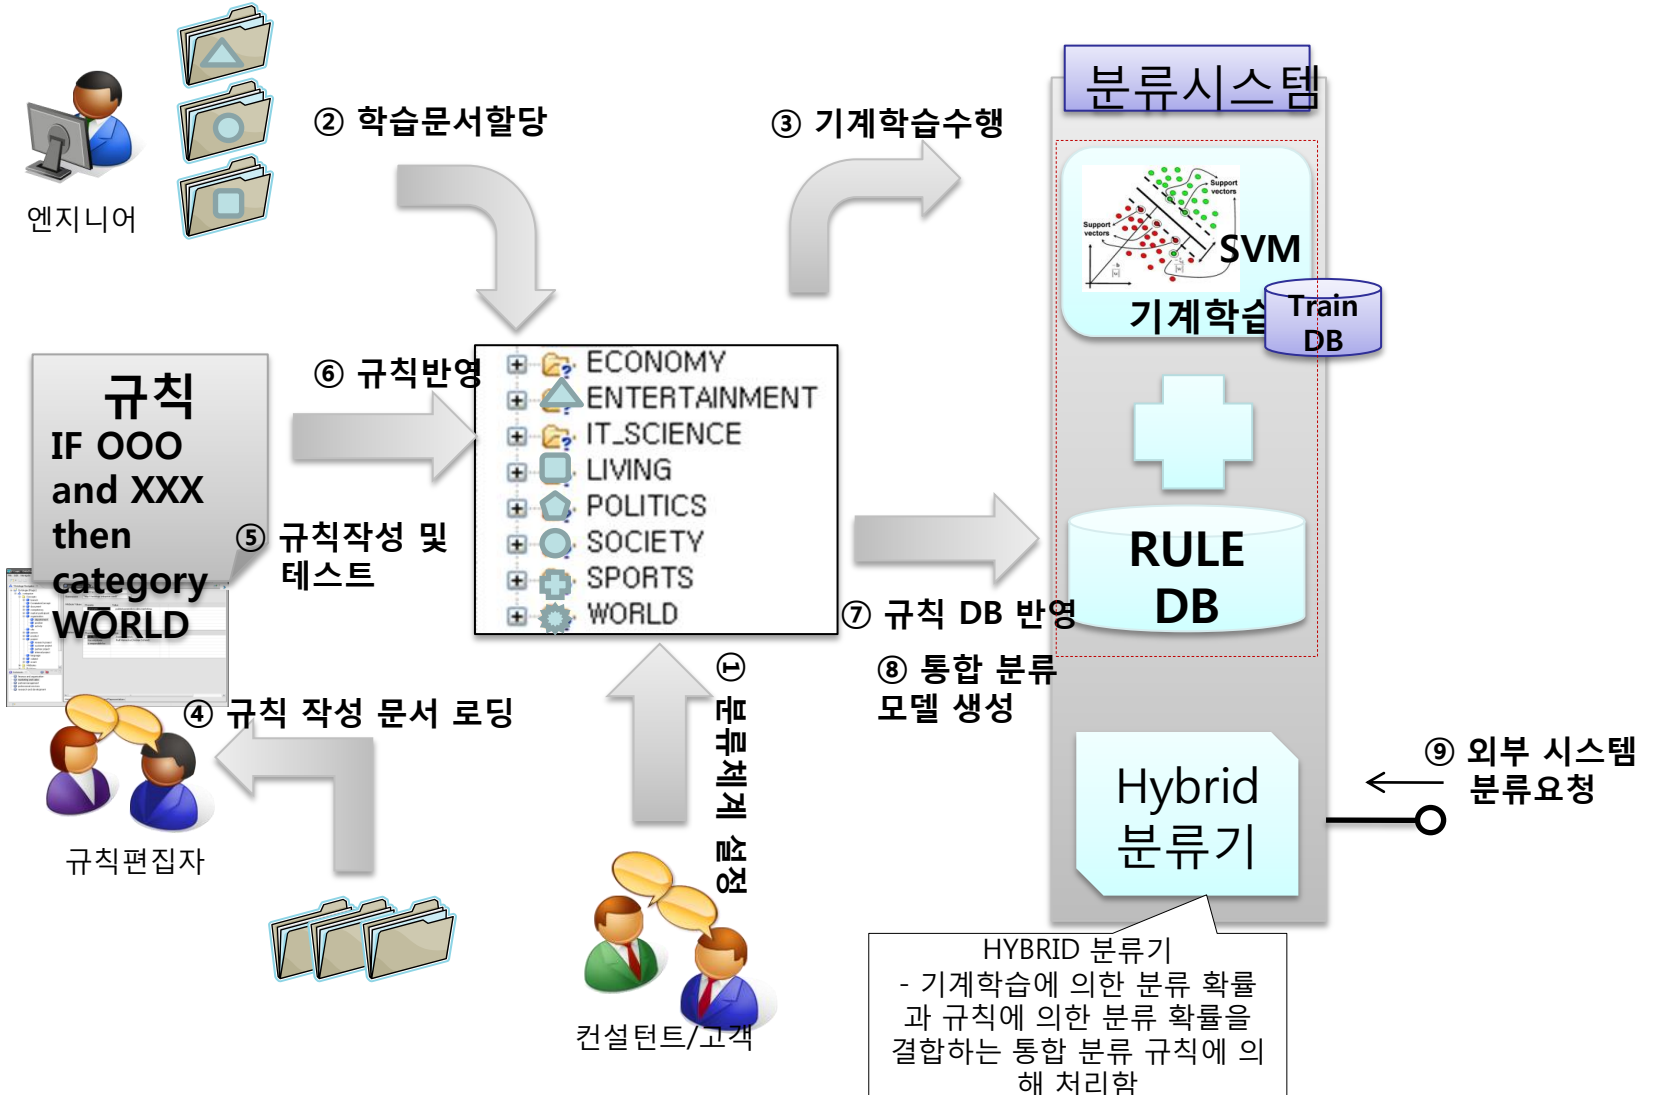 분류시스템
② 학습문서할당
③ 기계학습수행
엔지니어
Support
vectors
Support
vectors
SVM
기계학습
Train
DB
규칙
IF OOO
and XXX
then
category
WORLD
⑥ 규칙반영
ECONOMY
ENTERTAINMENT
IT_SCIENCE
LIVING
POLITICS
SOCIETY
SPORTS
WORLD
⑤ 규칙작성 및
테스트
RULE
DB
⑦ 규칙 DB 반영
⑧ 통합 분류
모델 생성
④ 규칙 작성 문서 로딩
① 분류체계 설정
규칙편집자
Hybrid
분류기
⑨ 외부 시스템
분류요청
컨설턴트/고객
HYBRID 분류기
- 기계학습에 의한 분류 확률
과 규칙에 의한 분류 확률을
결합하는 통합 분류 규칙에 의
해 처리함